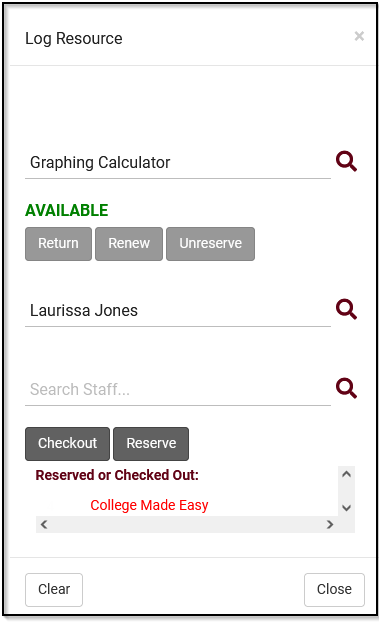 Log Resource ×
Graphing Calculator
AVAILABLE
Return Renew Unreserve
Laurissa Jones
Search Staff...
Checkout Reserve
Reserved or Checked Out:
College Made Easy
Clear Close